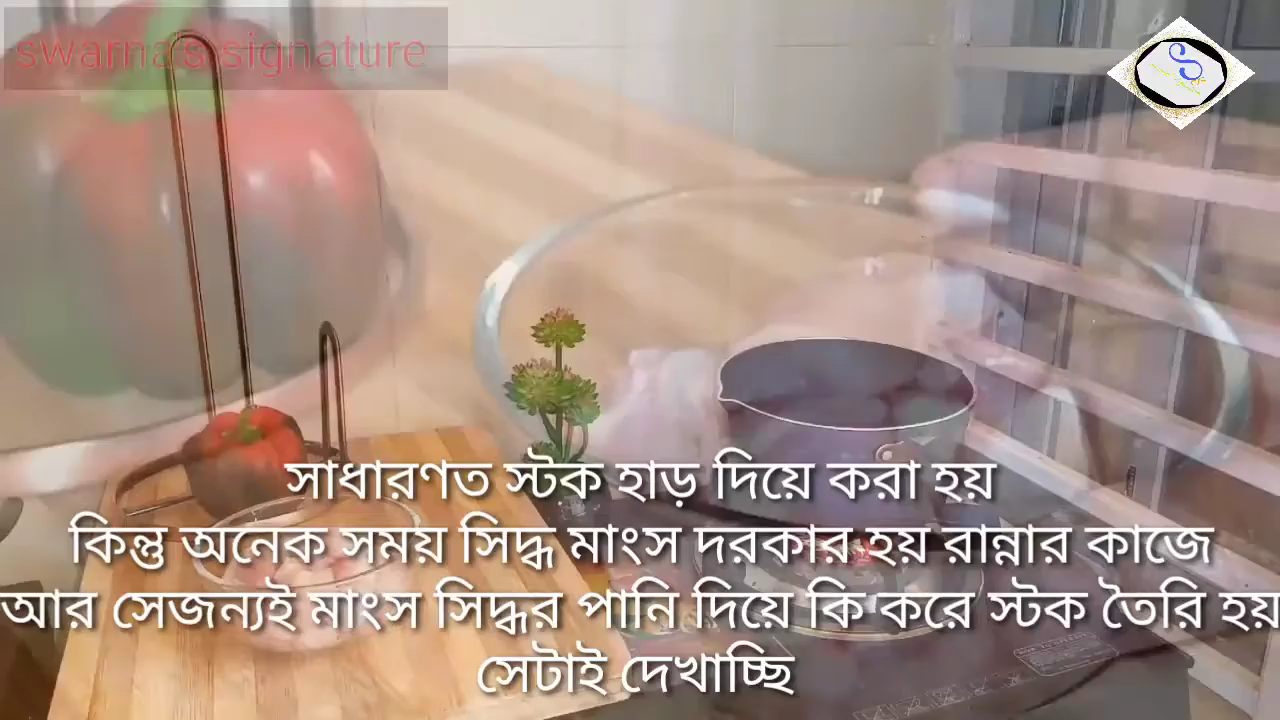 swarna's signature
সাধারণত স্টক হাড় দিয়ে করা হয়
কিন্তু অনেক সময় সিদ্ধ মাংস দরকার হয় রান্নার কাজে
আর সেজন্যই মাংস সিদ্ধর পানি দিয়ে কি করে স্টক তৈরি হয়
সেটাই দেখাচ্ছি